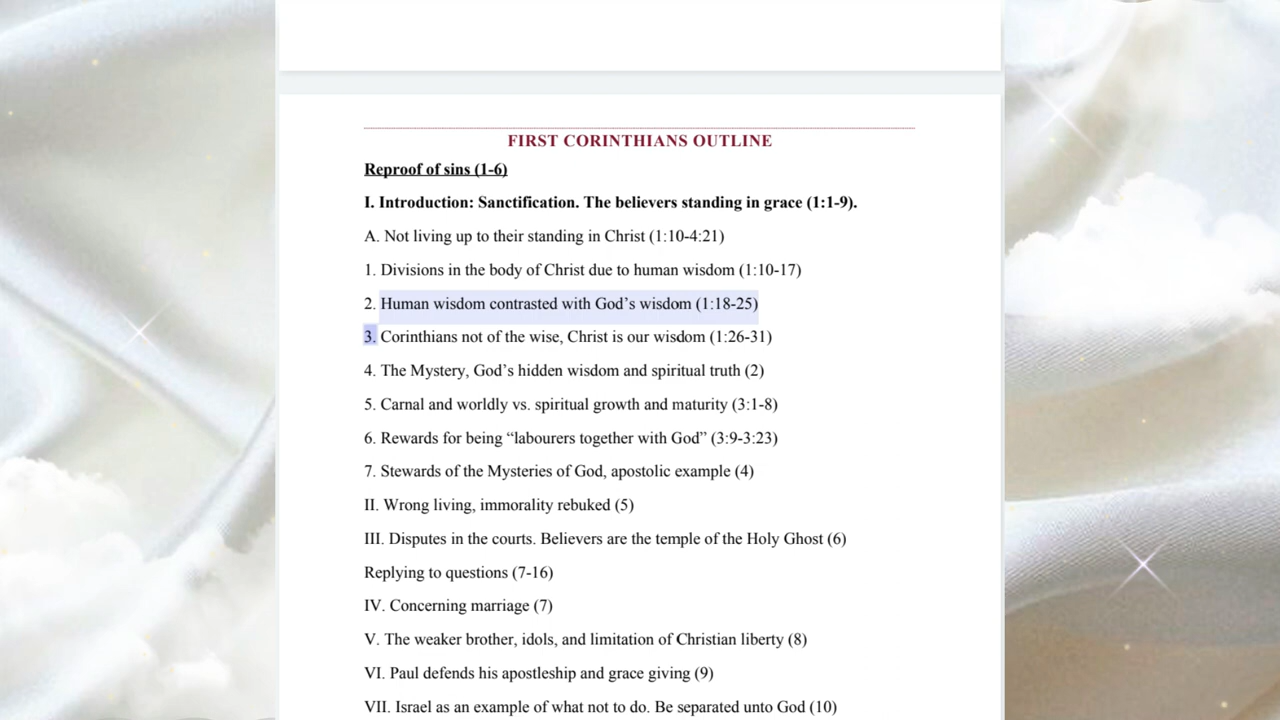 FIRST CORINTHIANS OUTLINE
Reproof of sins (1-6)
I. Introduction: Sanctification. The believers standing in grace (1:1-9).
A. Not living up to their standing in Christ (1:10-4:21)
1. Divisions in the body of Christ due to human wisdom (1:10-17)
2. Human wisdom contrasted with God’s wisdom (1:18-25)
3. Corinthians not of the wise, Christ is our wisdom (1:26-31)
4. The Mystery, God’s hidden wisdom and spiritual truth (2)
5. Carnal and worldly vs. spiritual growth and maturity (3:1-8)
6. Rewards for being “labourers together with God” (3:9-3:23)
7. Stewards of the Mysteries of God, apostolic example (4)
II. Wrong living, immorality rebuked (5)
III. Disputes in the courts. Believers are the temple of the Holy Ghost (6)
Replying to questions (7-16)
IV. Concerning marriage (7)
V. The weaker brother, idols, and limitation of Christian liberty (8)
VI. Paul defends his apostleship and grace giving (9)
VII. Israel as an example of what not to do. Be separated unto God (10)